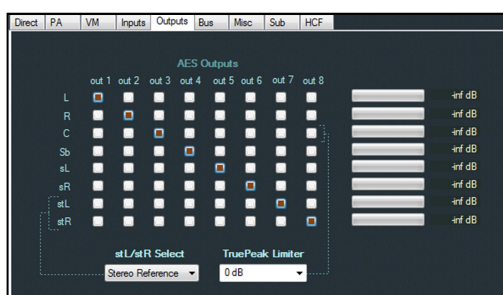 Direct PA VM Inputs Outputs Bus Misc Sub HCF
AES Outputs
out 1 out 2 out 3 out 4 out 5 out 6 out 7 out 8
L -inf dB
R -inf dB
C -inf dB
Sb -inf dB
sL -inf dB
sR -inf dB
stL -inf dB
stR -inf dB
stL/stR Select TruePeak Limiter
Stereo Reference 0 dB